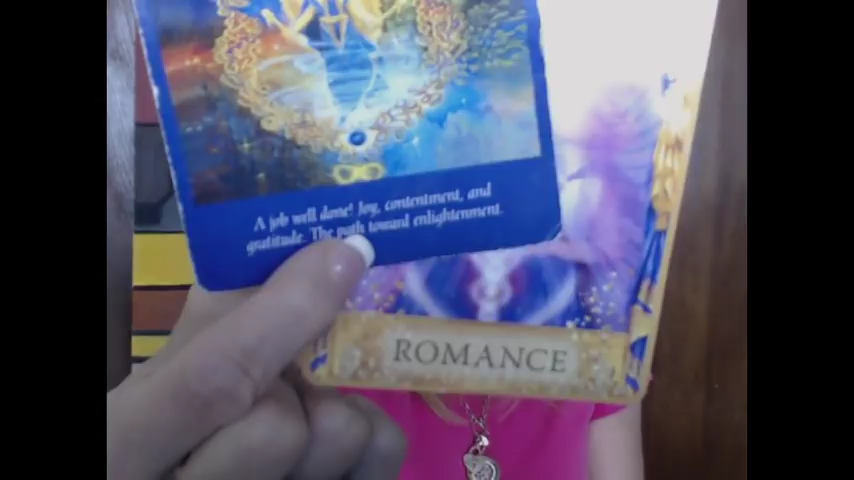 A job well done! Joy, contentment, and
gratitude. The path toward enlightenment.
ROMANCE